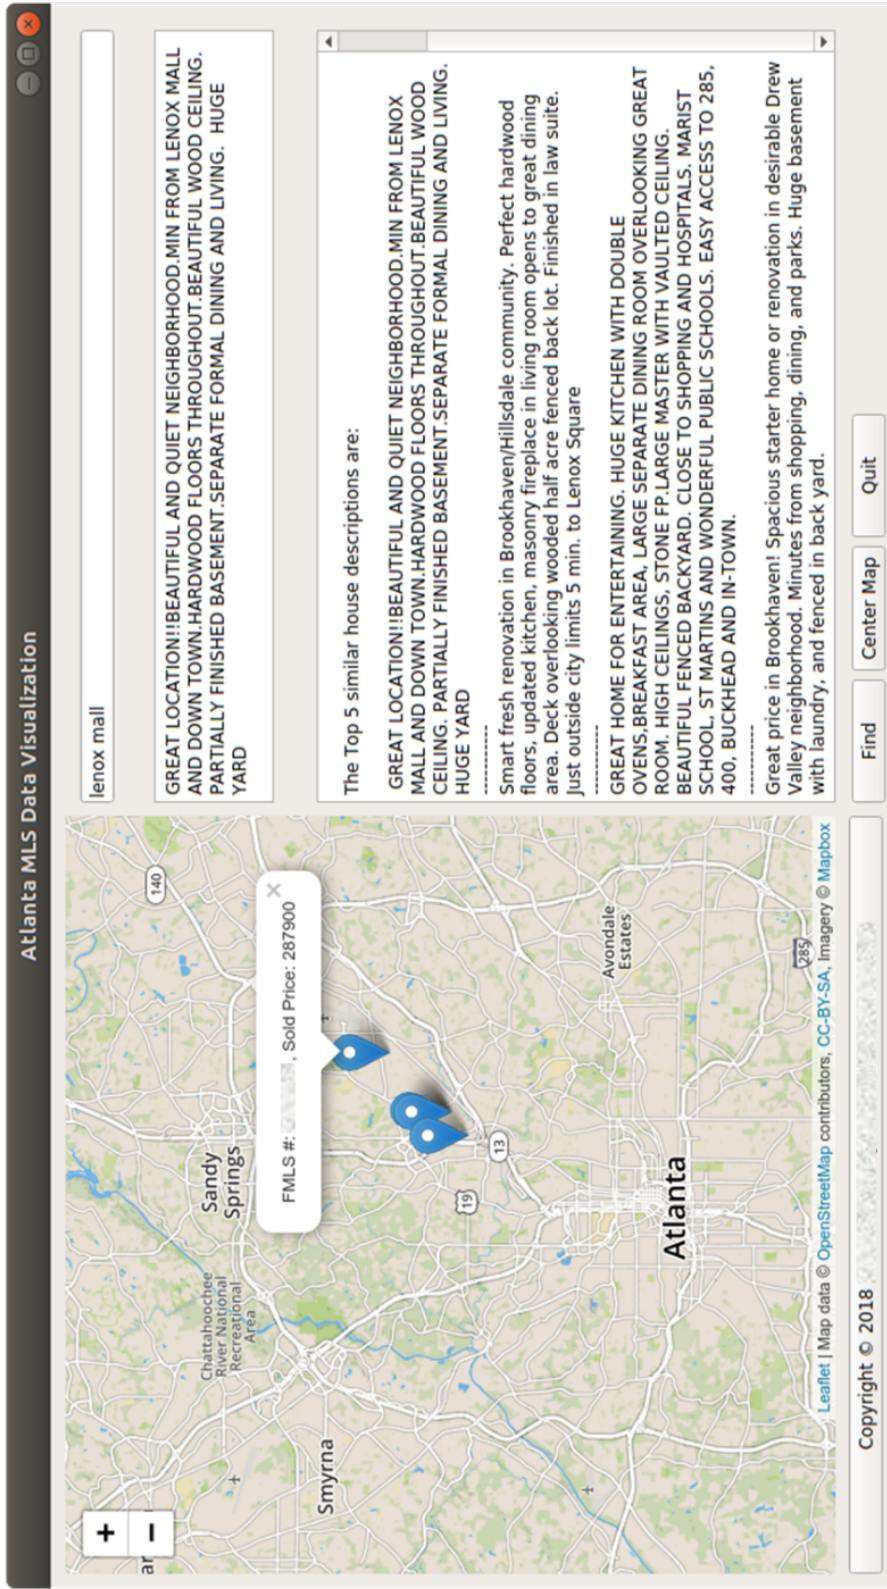 Atlanta MLS Data Visualization
+
−
Smyrna
Chattahoochee
River National
Recreational
Area
Sandy
Springs
140
FMLS #:
, Sold Price: 287900
×
19
13
Atlanta
Avondale
Estates
285
Leaflet | Map data © OpenStreetMap contributors, CC-BY-SA, Imagery © Mapbox
Copyright © 2018
lenox mall
GREAT LOCATION!!BEAUTIFUL AND QUIET NEIGHBORHOOD.MIN FROM LENOX MALL
AND DOWN TOWN.HARDWOOD FLOORS THROUGHOUT.BEAUTIFUL WOOD CEILING.
PARTIALLY FINISHED BASEMENT.SEPARATE FORMAL DINING AND LIVING. HUGE
YARD
The Top 5 similar house descriptions are:
GREAT LOCATION!!BEAUTIFUL AND QUIET NEIGHBORHOOD.MIN FROM LENOX
MALL AND DOWN TOWN.HARDWOOD FLOORS THROUGHOUT.BEAUTIFUL WOOD
CEILING. PARTIALLY FINISHED BASEMENT.SEPARATE FORMAL DINING AND LIVING.
HUGE YARD
-----------
Smart fresh renovation in Brookhaven/Hillsdale community. Perfect hardwood
floors, updated kitchen, masonry fireplace in living room opens to great dining
area. Deck overlooking wooded half acre fenced back lot. Finished in law suite.
Just outside city limits 5 min. to Lenox Square
-----------
GREAT HOME FOR ENTERTAINING. HUGE KITCHEN WITH DOUBLE
OVENS,BREAKFAST AREA, LARGE SEPARATE DINING ROOM OVERLOOKING GREAT
ROOM. HIGH CEILINGS, STONE FP.LARGE MASTER WITH VAULTED CEILING.
BEAUTIFUL FENCED BACKYARD. CLOSE TO SHOPPING AND HOSPITALS. MARIST
SCHOOL, ST MARTINS AND WONDERFUL PUBLIC SCHOOLS. EASY ACCESS TO 285,
400, BUCKHEAD AND IN-TOWN.
-----------
Great price in Brookhaven! Spacious starter home or renovation in desirable Drew
Valley neighborhood. Minutes from shopping, dining, and parks. Huge basement
with laundry, and fenced in back yard.
Find
Center Map
Quit